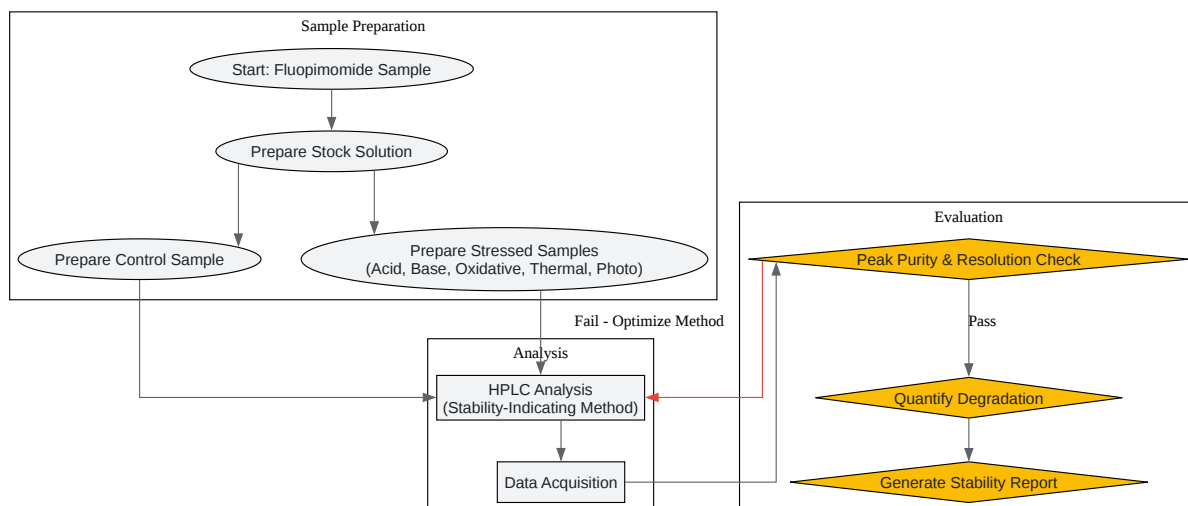 Sample Preparation
Start: Fluopimomide Sample
Prepare Stock Solution
Prepare Control Sample
Prepare Stressed Samples
(Acid, Base, Oxidative, Thermal, Photo)
Evaluation
Peak Purity & Resolution Check
Fail - Optimize Method
Pass
Analysis
HPLC Analysis
(Stability-Indicating Method)
Quantify Degradation
Data Acquisition
Generate Stability Report